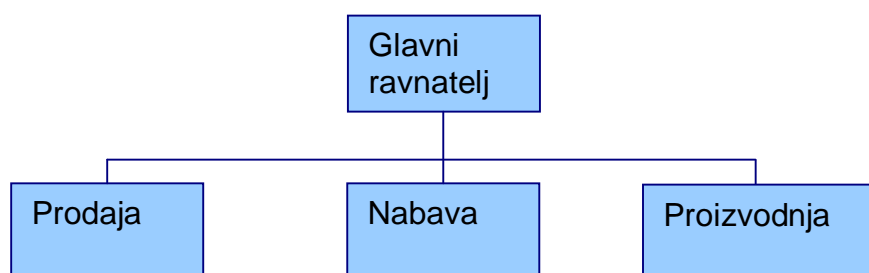 Glavni
ravnatelj
Prodaja
Nabava
Proizvodnja